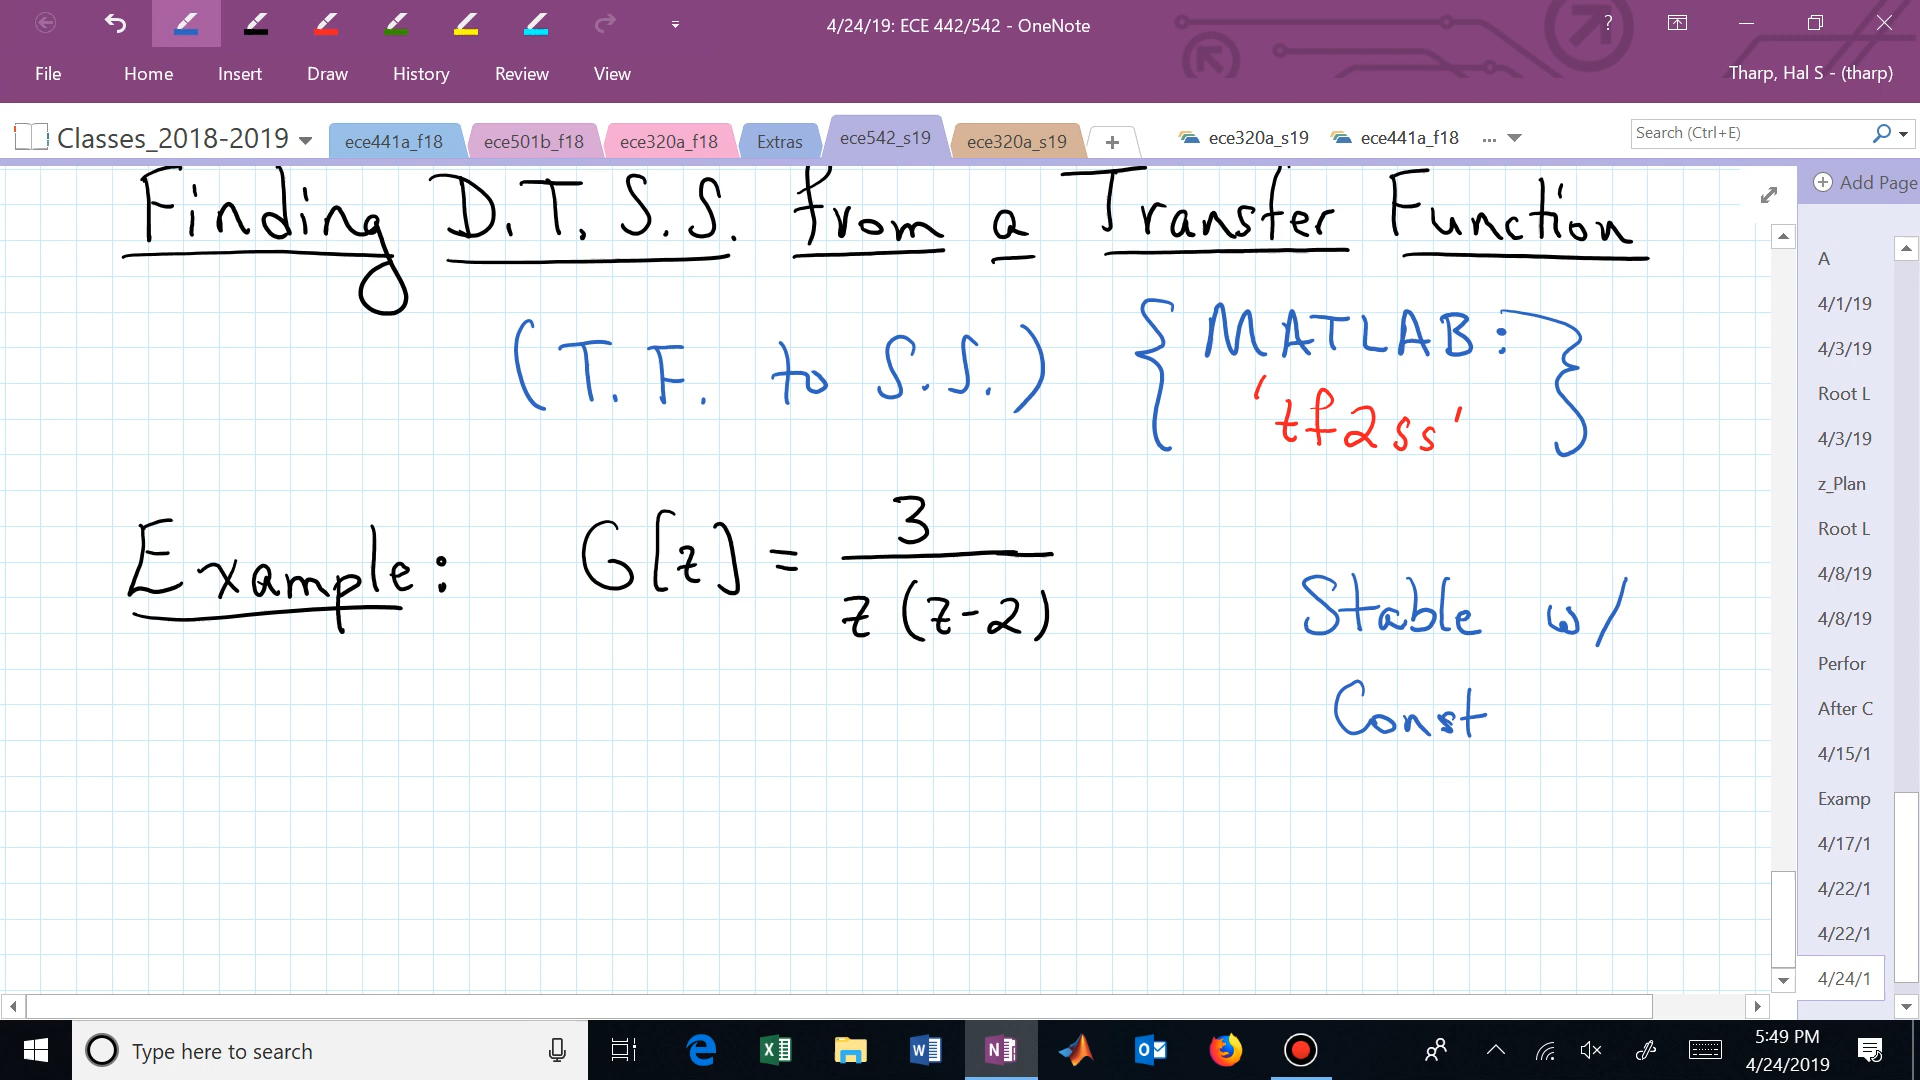 4/24/19: ECE 442/542 - OneNote
?
File Home Insert Draw History Review View
Tharp, Hal S - (tharp)
Classes_2018-2019
ece441a_f18 ece501b_f18 ece320a_f18 Extras ece542_s19 ece320a_s19 + ece320a_s19 ece441a_f18 ...
Search (Ctrl+E)
Add Page
Finding D.T.S.S. from a Transfer Function
(T.F. to S.S.)
{MATLAB:}
'tf2ss'
Example: G[z] = 3 / z(z-2)
Stable w/
Const
A
4/1/19
4/3/19
Root L
4/3/19
z_Plan
Root L
4/8/19
4/8/19
Perfor
After C
4/15/1
Examp
4/17/1
4/22/1
4/22/1
4/24/1
Type here to search
5:49 PM
4/24/2019